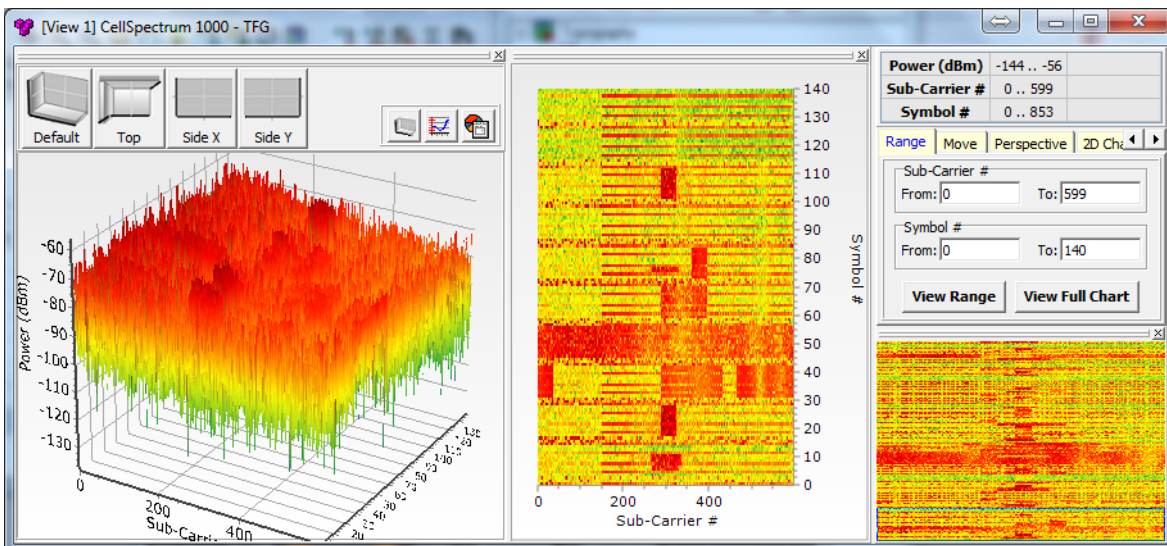 [View 1] CellSpectrum 1000 - TFG
Default
Top
Side X
Side Y
-60
-70
-80
-90
-100
-110
-120
-130
Power (dBm)
0
200
400
Sub-Carrie
20
140
130
120
110
100
90
80
70
60
50
40
30
20
10
0
Symbol #
0
200
400
Sub-Carrier #
Power (dBm) -144 .. -56
Sub-Carrier # 0 .. 599
Symbol # 0 .. 853
Range Move Perspective 2D Cha
Sub-Carrier #
From: 0 To: 599
Symbol #
From: 0 To: 140
View Range View Full Chart